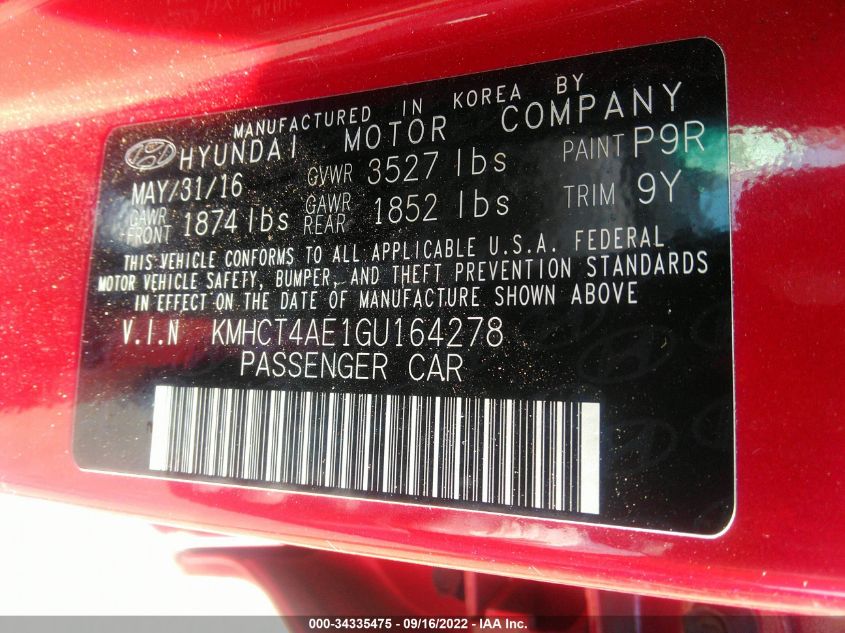 MANUFACTURED IN KOREA BY
HYUNDAI MOTOR COMPANY
MAY/31/16 GVWR 3527 lbs PAINT P9R
GAWR FRONT 1874 lbs GAWR REAR 1852 lbs TRIM 9Y
THIS VEHICLE CONFORMS TO ALL APPLICABLE U.S.A. FEDERAL
MOTOR VEHICLE SAFETY, BUMPER, AND THEFT PREVENTION STANDARDS
IN EFFECT ON THE DATE OF MANUFACTURE SHOWN ABOVE
V.I.N KMHCT4AE1GU164278
PASSENGER CAR
000-34335475 - 09/16/2022 - IAA Inc.